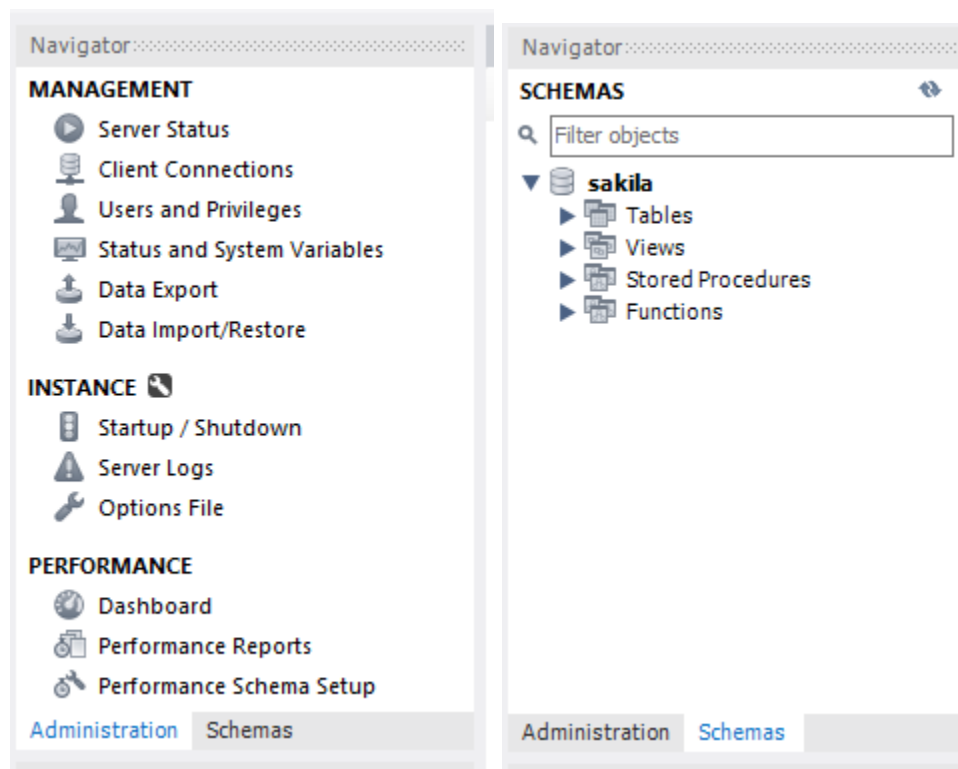 Navigator
MANAGEMENT
Server Status
Client Connections
Users and Privileges
Status and System Variables
Data Export
Data Import/Restore
INSTANCE
Startup / Shutdown
Server Logs
Options File
PERFORMANCE
Dashboard
Performance Reports
Performance Schema Setup
Administration Schemas
Navigator
SCHEMAS
Filter objects
sakila
Tables
Views
Stored Procedures
Functions
Administration Schemas